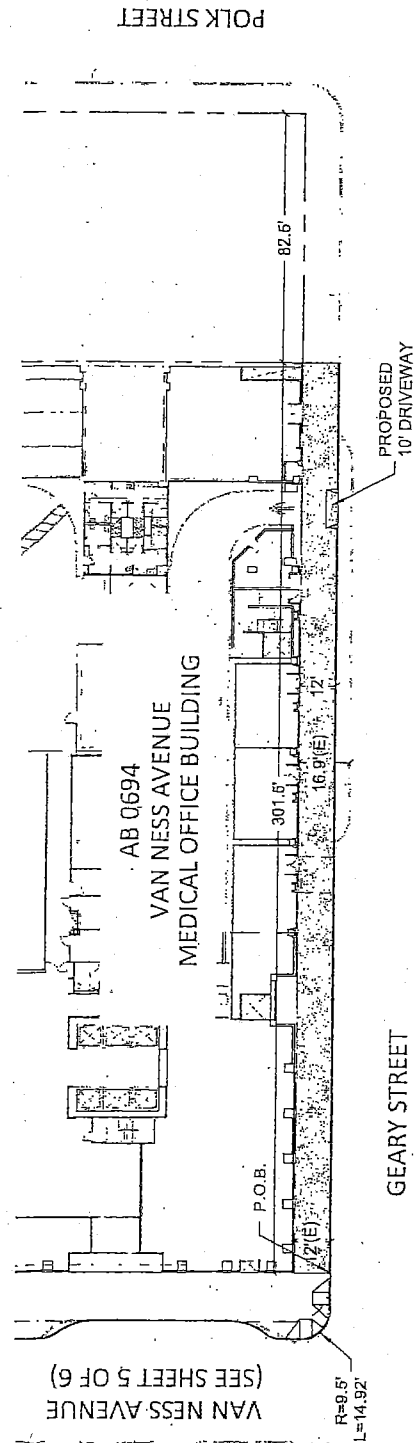 POLK STREET
82.6'
PROPOSED
10' DRIVEWAY
AB 0694
VAN NESS AVENUE
MEDICAL OFFICE BUILDING
301.5'
12'
16.9'(E)
P.O.B.
12'(E)
GEARY STREET
VAN NESS AVENUE
(SEE SHEET 5 OF 6)
R=9.5'
L=14.92'